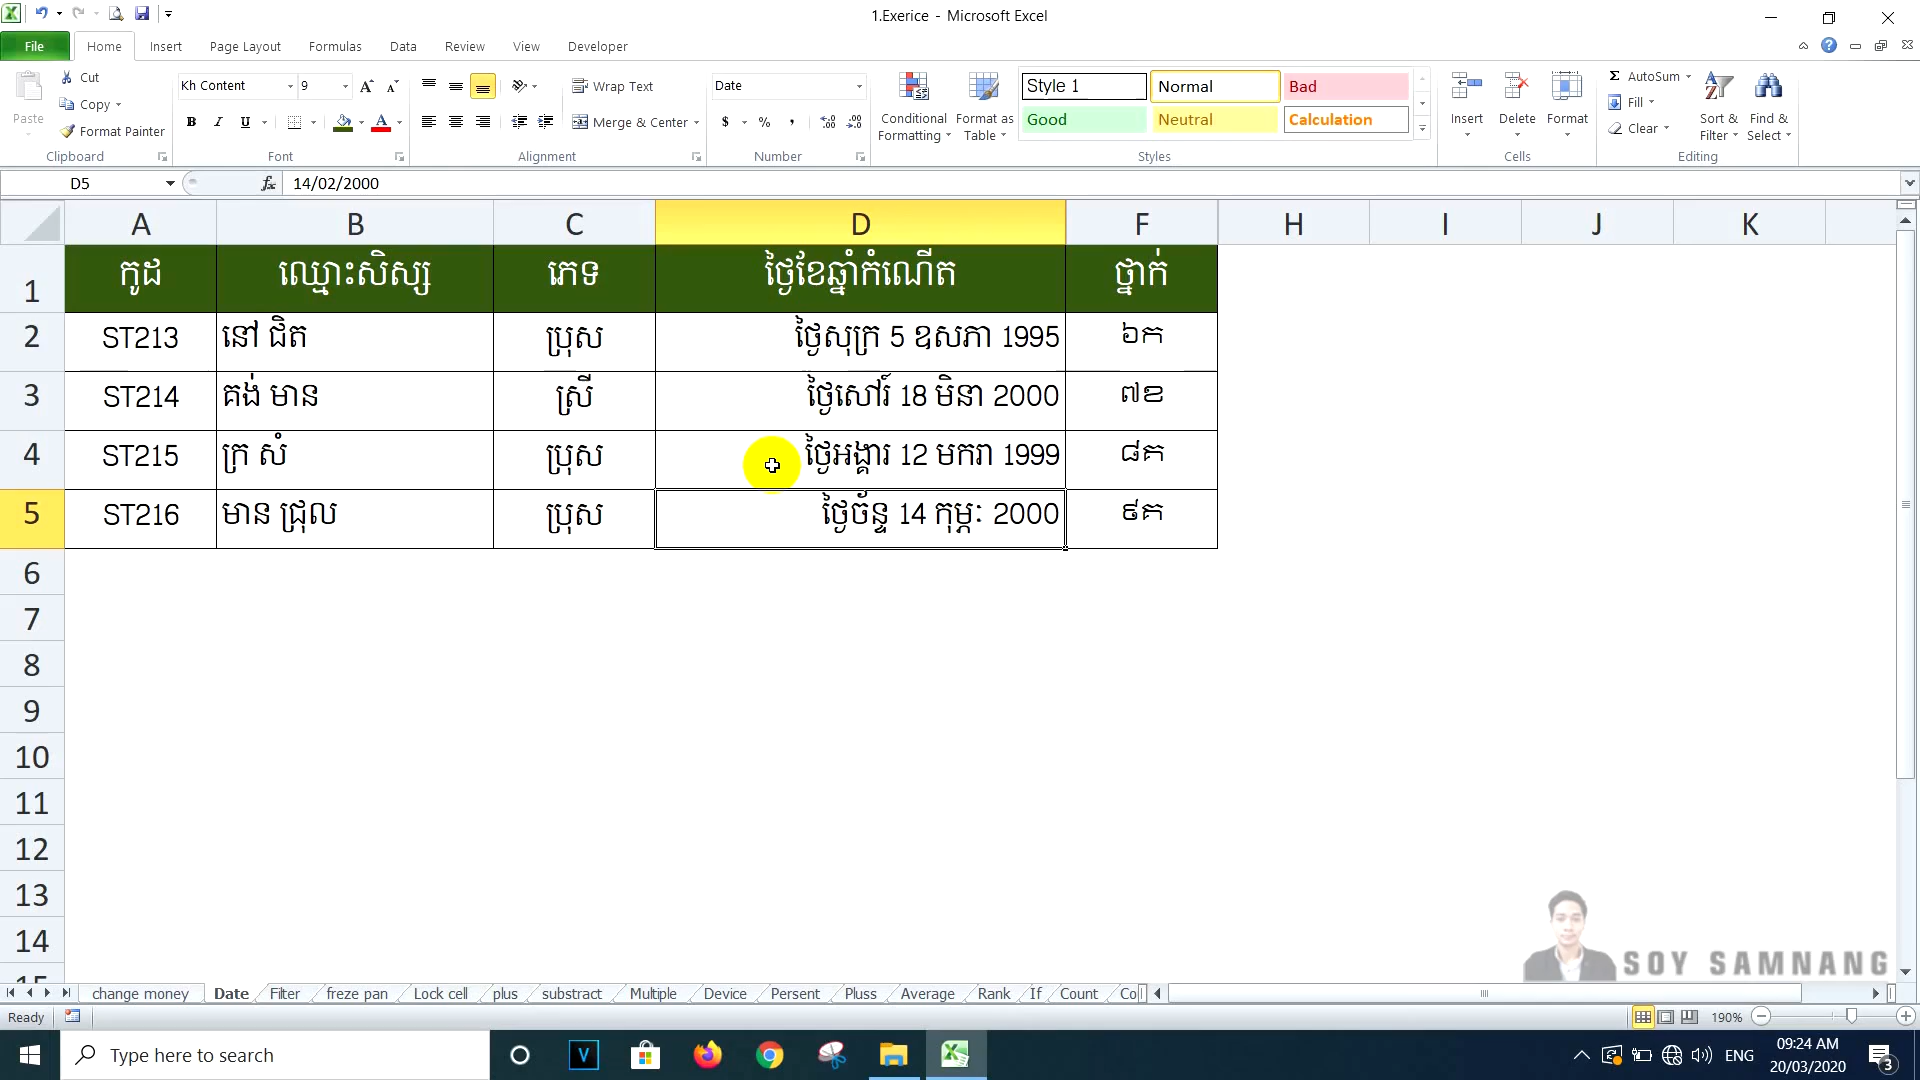 1.Exerice - Microsoft Excel
File Home Insert Page Layout Formulas Data Review View Developer
Paste
Cut
Copy
Format Painter
Clipboard
Kh Content 9
B I U
Font
Wrap Text
Merge & Center
Alignment
Date
$ % ,
Number
Conditional Formatting
Format as Table
Style 1 Normal Bad
Good Neutral Calculation
Styles
Insert Delete Format
Cells
AutoSum
Fill
Clear
Sort & Filter
Find & Select
Editing
D5 fx 14/02/2000
A B C D F H I J K
1 កូដ ឈ្មោះសិស្ស ភេទ ថ្ងៃខែឆ្នាំកំណើត ថ្នាក់
2 ST213 នៅ ជិត ប្រុស ថ្ងៃសុក្រ 5 ឧសភា 1995 ៦ក
3 ST214 គង់ មាន ស្រី ថ្ងៃសៅរ៍ 18 មិនា 2000 ៧ខ
4 ST215 ក្រ សំ ប្រុស ថ្ងៃអង្គារ 12 មករា 1999 ៨គ
5 ST216 មាន ជ្រុល ប្រុស ថ្ងៃច័ន្ទ 14 កុម្ភៈ 2000 ៩គ
6
7
8
9
10
11
12
13
14
15
SOY SAMNANG
change money Date Filter freze pan Lock cell plus substract Multiple Device Persent Pluss Average Rank If Count Co
Ready 190%
Type here to search
ENG
09:24 AM
20/03/2020
3